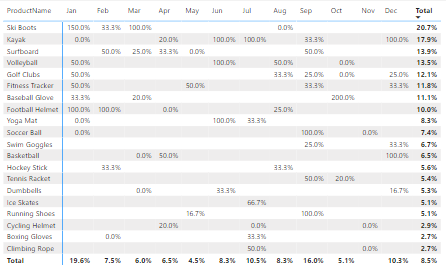 ProductName Jan Feb Mar Apr May Jun Jul Aug Sep Oct Nov Dec Total
Ski Boots 150.0% 33.3% 100.0% 0.0% 20.7%
Kayak 0.0% 20.0% 100.0% 100.0% 33.3% 100.0% 17.9%
Surfboard 50.0% 25.0% 33.3% 0.0% 50.0% 13.9%
Volleyball 50.0% 100.0% 50.0% 0.0% 13.5%
Golf Clubs 50.0% 33.3% 25.0% 0.0% 25.0% 12.1%
Fitness Tracker 50.0% 50.0% 33.3% 33.3% 11.8%
Baseball Glove 33.3% 20.0% 200.0% 11.1%
Football Helmet 100.0% 100.0% 0.0% 25.0% 10.0%
Yoga Mat 0.0% 100.0% 33.3% 8.3%
Soccer Ball 0.0% 100.0% 0.0% 7.4%
Swim Goggles 25.0% 33.3% 6.7%
Basketball 0.0% 50.0% 100.0% 6.5%
Hockey Stick 33.3% 33.3% 5.6%
Tennis Racket 50.0% 20.0% 5.4%
Dumbbells 0.0% 33.3% 16.7% 5.3%
Ice Skates 66.7% 5.1%
Running Shoes 16.7% 100.0% 5.1%
Cycling Helmet 20.0% 0.0% 0.0% 2.9%
Boxing Gloves 0.0% 33.3% 2.7%
Climbing Rope 50.0% 0.0% 2.7%
Total 19.6% 7.5% 6.0% 6.5% 4.5% 8.3% 10.5% 8.3% 16.0% 5.1% 10.3% 8.5%